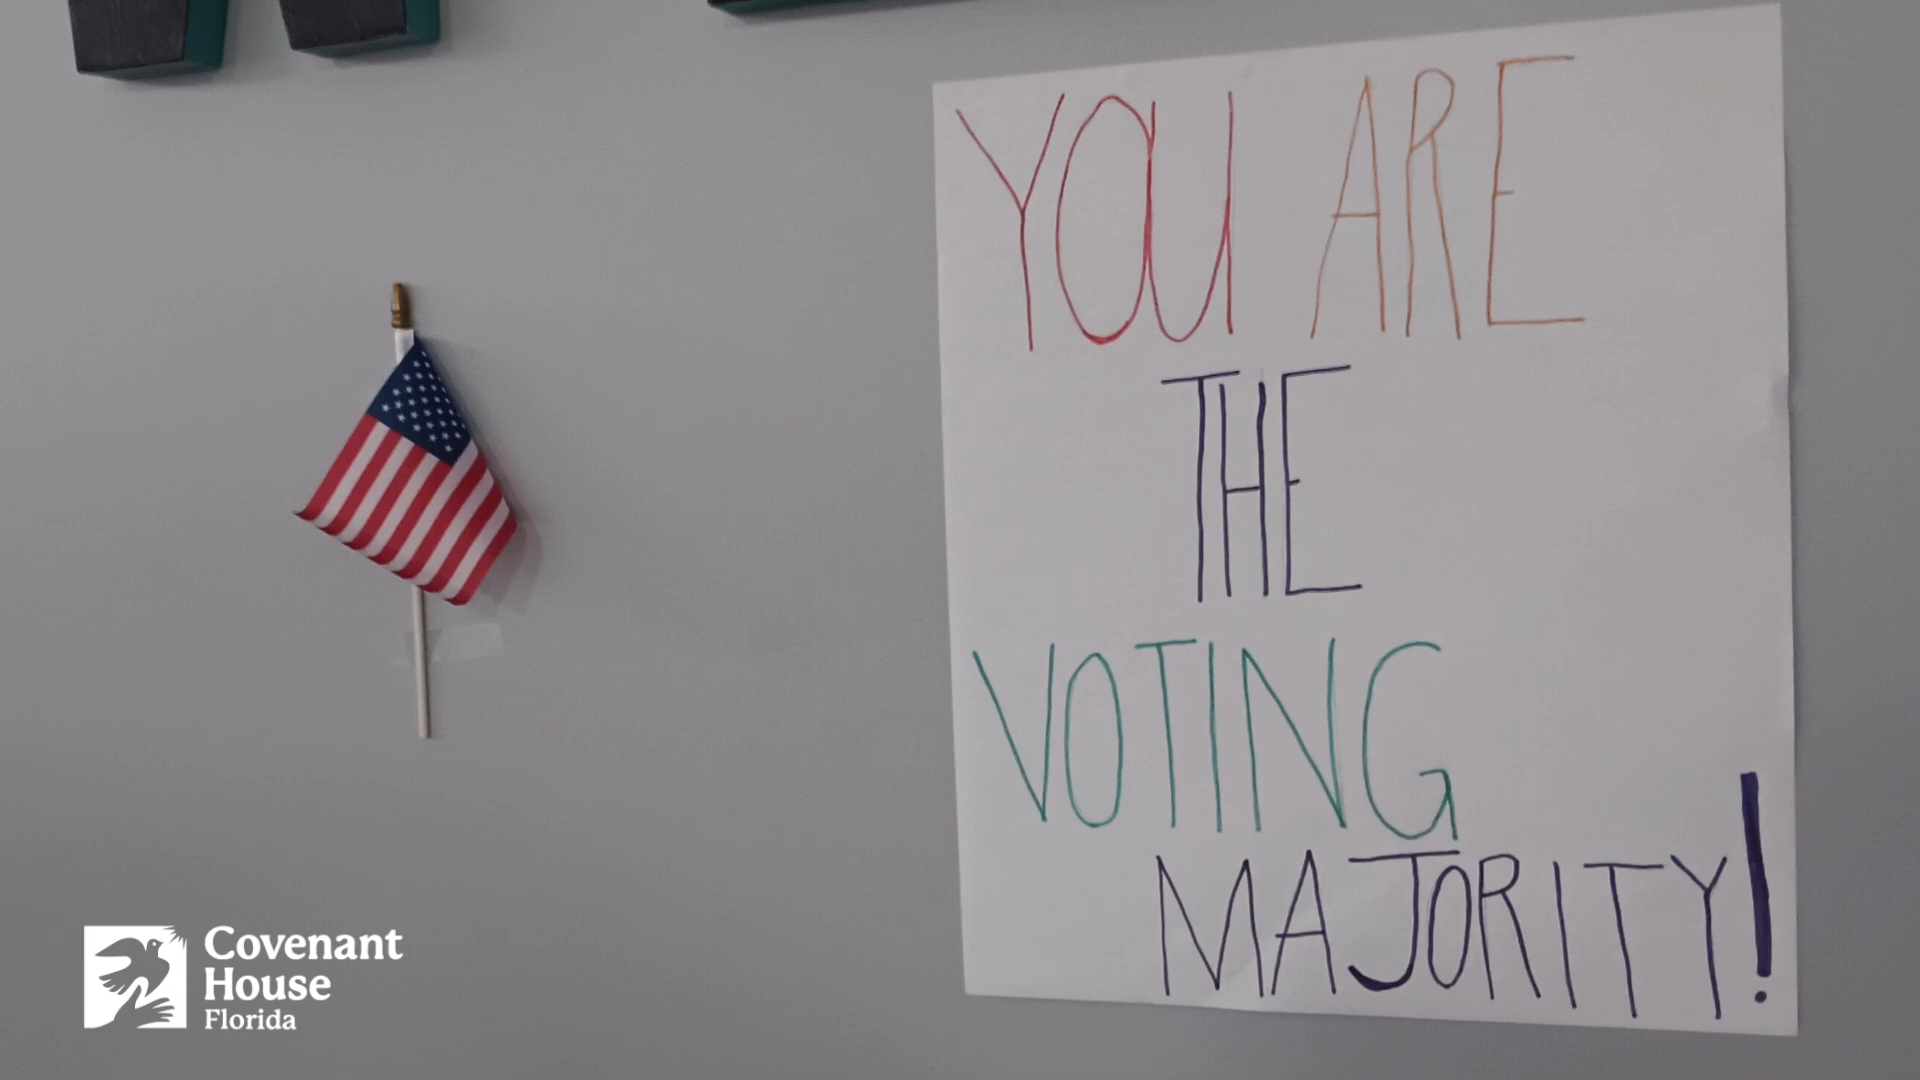 YOU ARE
THE
VOTING
MAJORITY!
Covenant
House
Florida